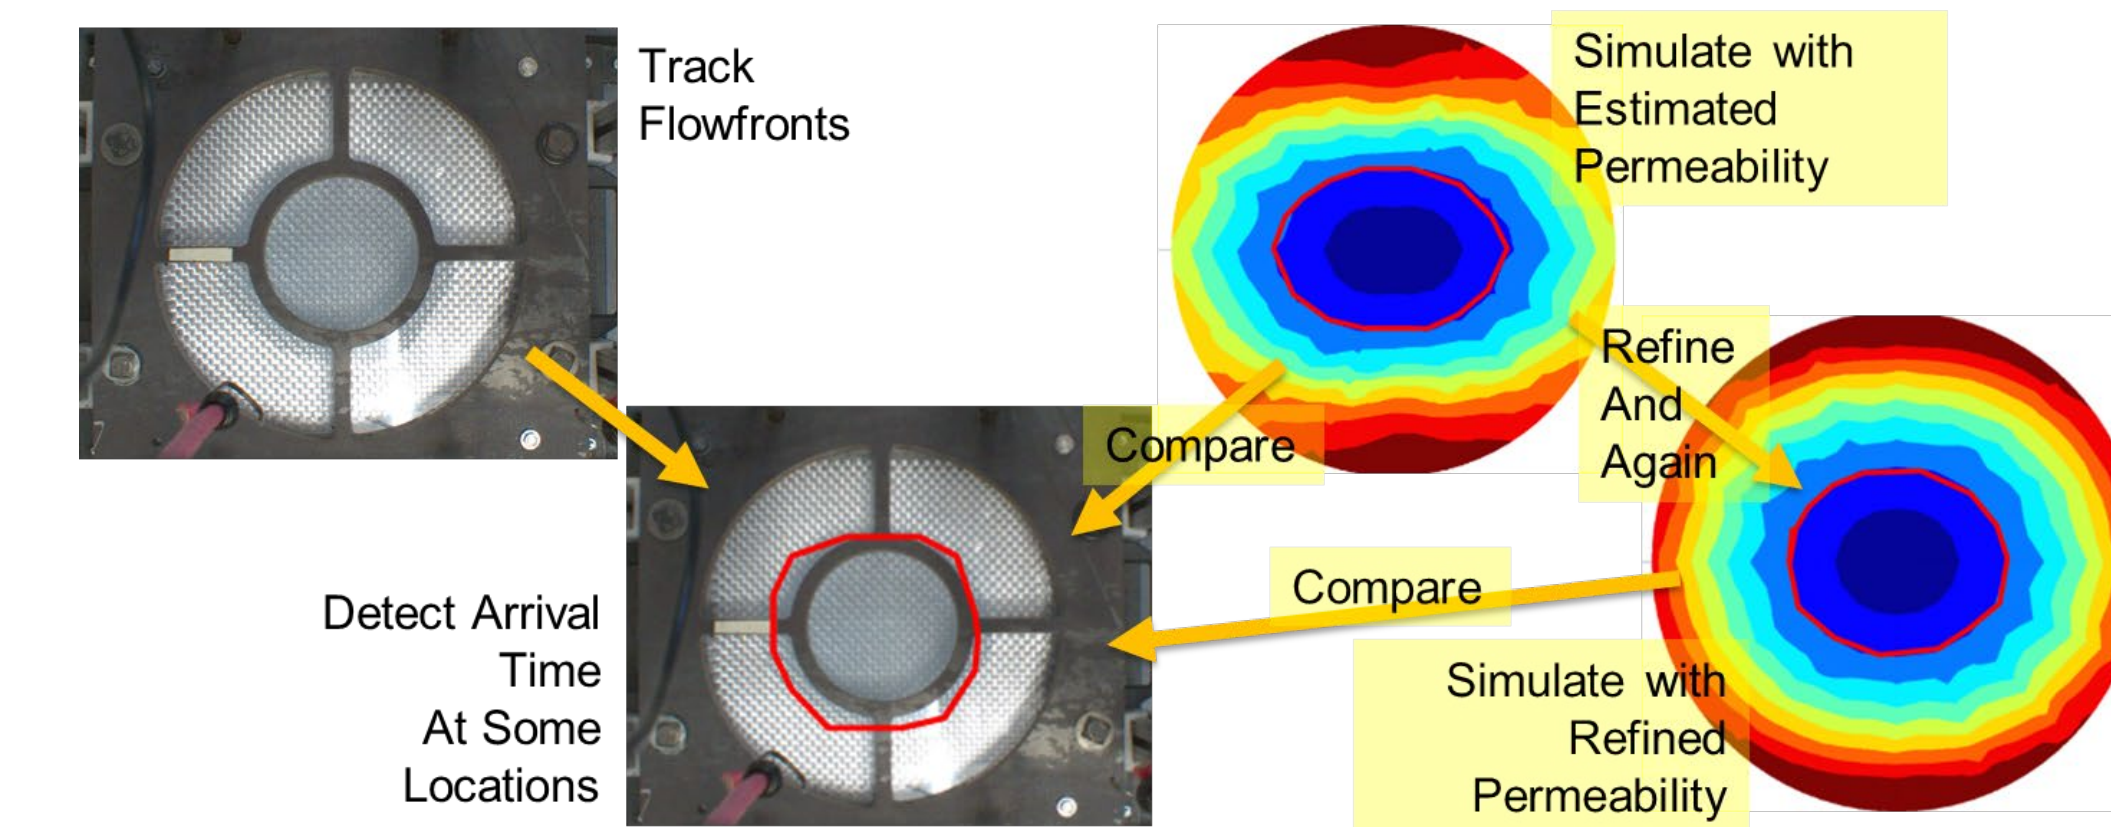 Track
Flowfronts
Simulate with
Estimated
Permeability
Refine
And
Again
Compare
Compare
Detect Arrival
Time
At Some
Locations
Simulate with
Refined
Permeability